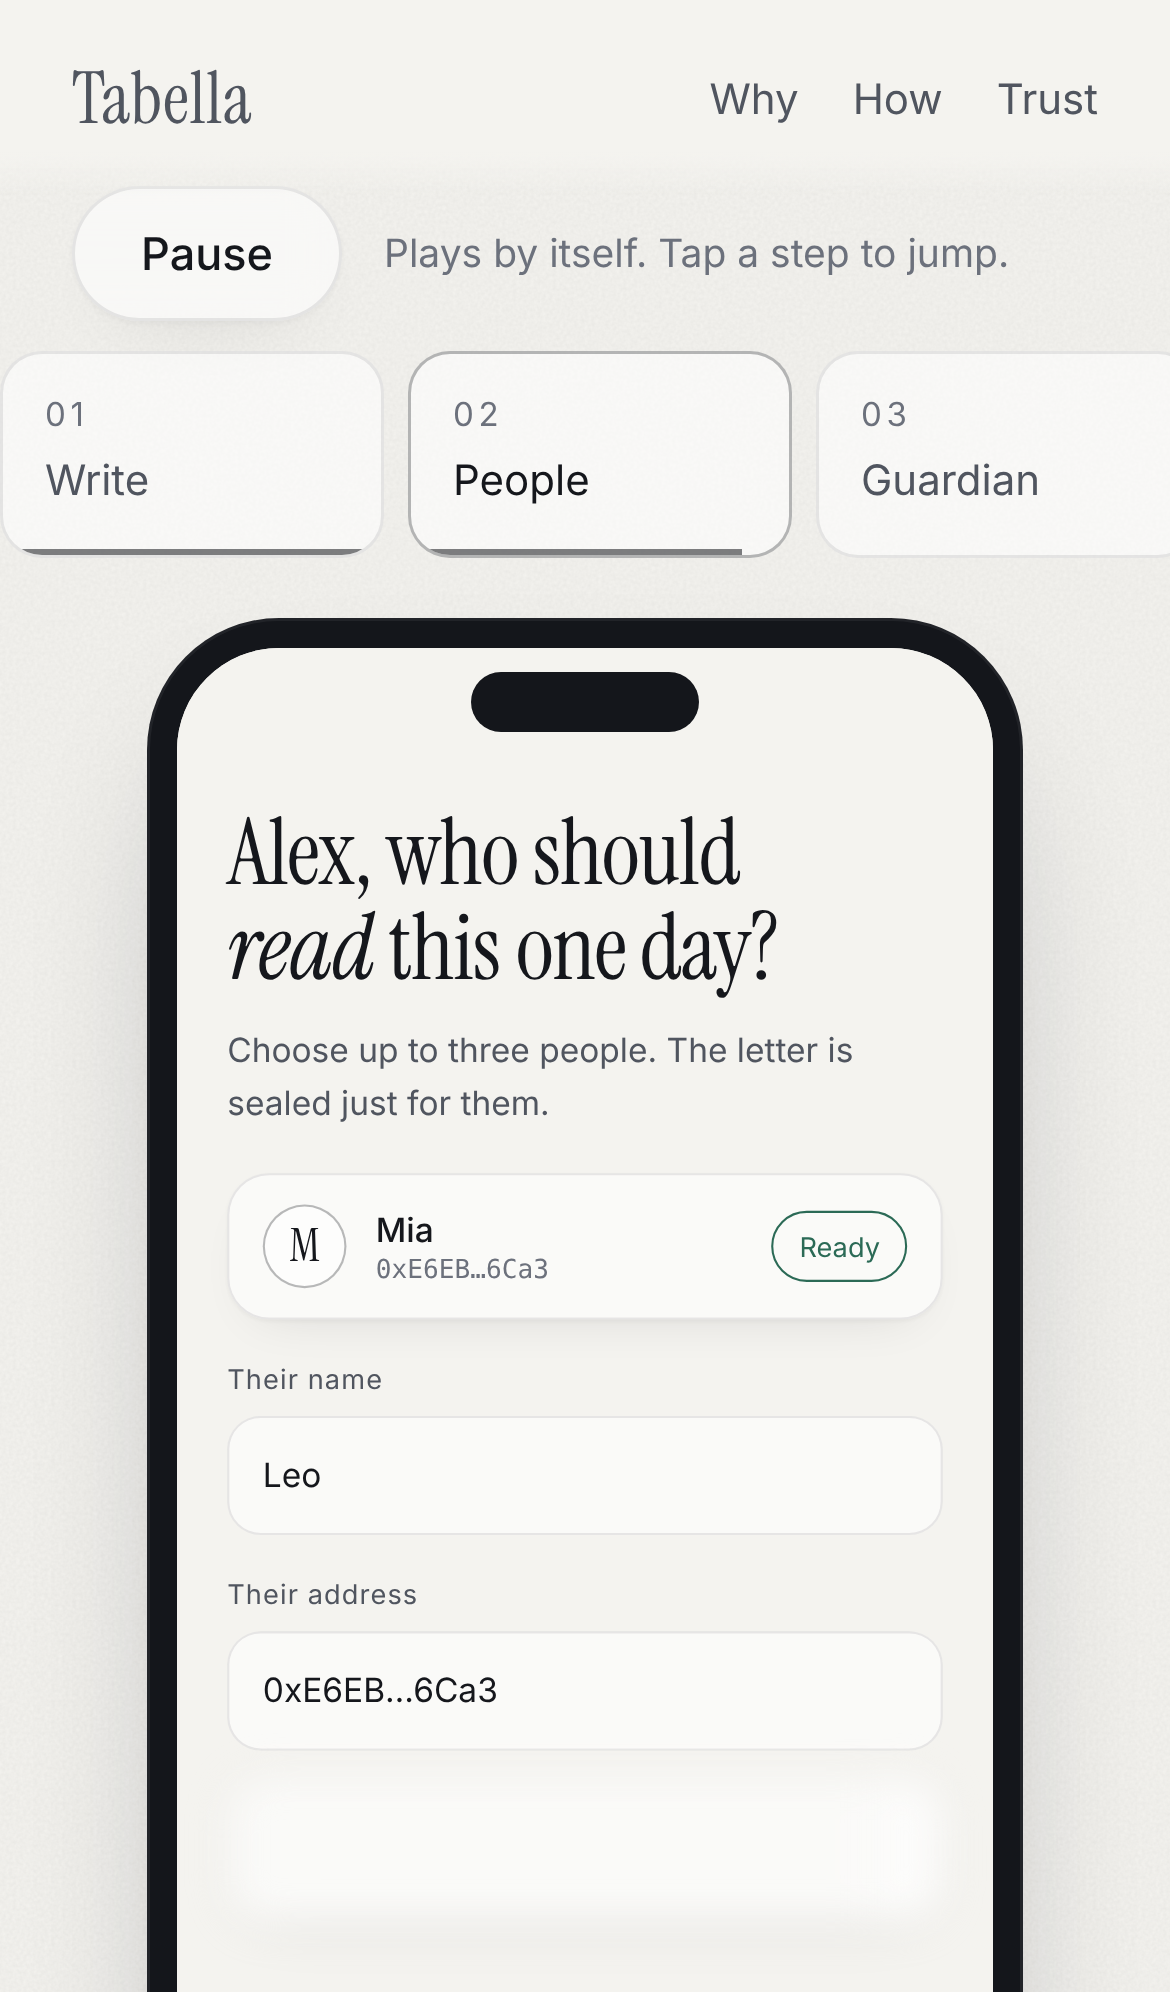 Tabella
Why How Trust
Pause
Plays by itself. Tap a step to jump.
01
Write
02
People
03
Guardian
Alex, who should
read this one day?
Choose up to three people. The letter is
sealed just for them.
M
Mia
0xE6EB…6Ca3
Ready
Their name
Leo
Their address
0xE6EB…6Ca3